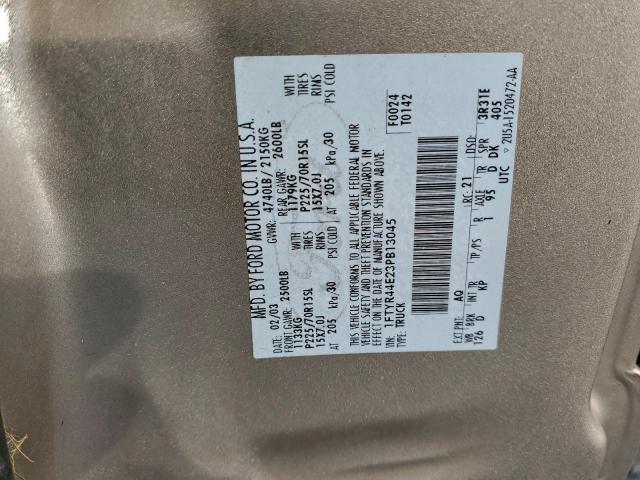 MFD. BY FORD MOTOR CO. IN U.S.A.
DATE: 02/03 GVWR: 4740LB / 2150KG
FRONT GAWR: 2500LB REAR GAWR: 2600LB
1133KG 1179KG WITH
P225/70R15SL P225/70R15SL TIRES
15X7.0J 15X7.0J RIMS
AT 205 kPa/30 PSI COLD AT 205 kPa/30 PSI COLD
THIS VEHICLE CONFORMS TO ALL APPLICABLE FEDERAL MOTOR
VEHICLE SAFETY AND THEFT PREVENTION STANDARDS IN
EFFECT ON THE DATE OF MANUFACTURE SHOWN ABOVE.
VIN: 1FTYR44E23PB13045
TYPE: TRUCK
F0024
T0142
EXT PNT: AQ RC: 21 DSO:
WB BRK INT TR TP/PS R AXLE TR SPR 3R31E
126 D KP 1 95 D DK 405
UTC 2U5A-1520472-AA